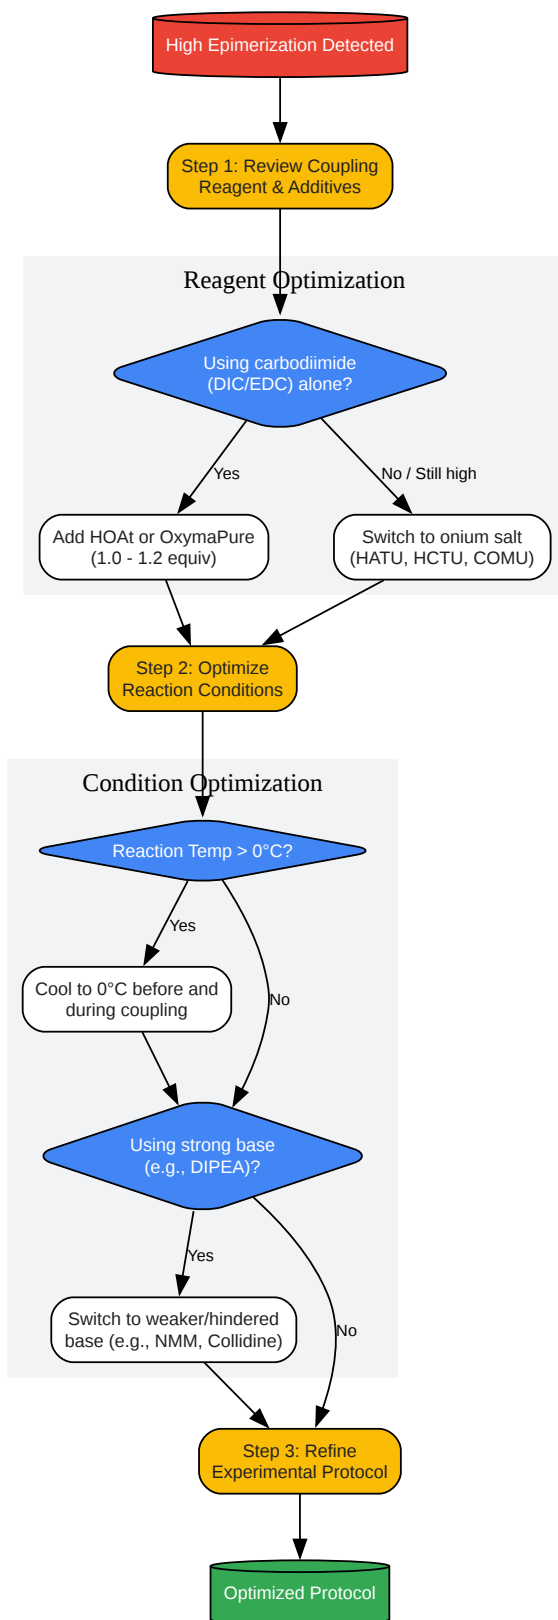 High Epimerization Detected
Step 1: Review Coupling
Reagent & Additives
Reagent Optimization
Using carbodiimide
(DIC/EDC) alone?
Yes
No / Still high
Add HOAt or OxymaPure
(1.0 - 1.2 equiv)
Switch to onium salt
(HATU, HCTU, COMU)
Step 2: Optimize
Reaction Conditions
Condition Optimization
Reaction Temp > 0°C?
Yes
Cool to 0°C before and
during coupling
No
Using strong base
(e.g., DIPEA)?
Yes
Switch to weaker/hindered
base (e.g., NMM, Collidine)
No
Step 3: Refine
Experimental Protocol
Optimized Protocol